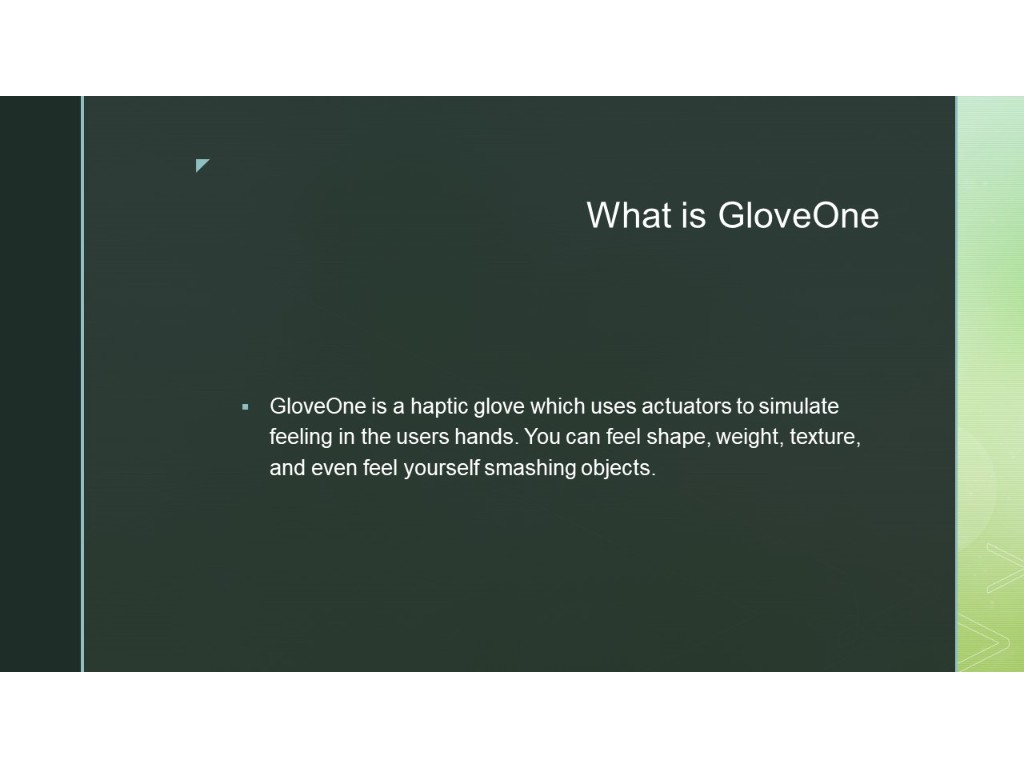 What is GloveOne
▪ GloveOne is a haptic glove which uses actuators to simulate
feeling in the users hands. You can feel shape, weight, texture,
and even feel yourself smashing objects.